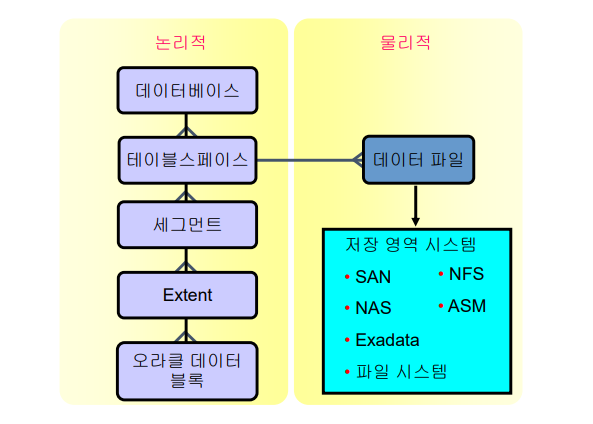 논리적
물리적
데이터베이스
테이블스페이스
데이터 파일
세그먼트
Extent
오라클 데이터
블록
저장 영역 시스템
• SAN
• NFS
• NAS
• ASM
• Exadata
• 파일 시스템